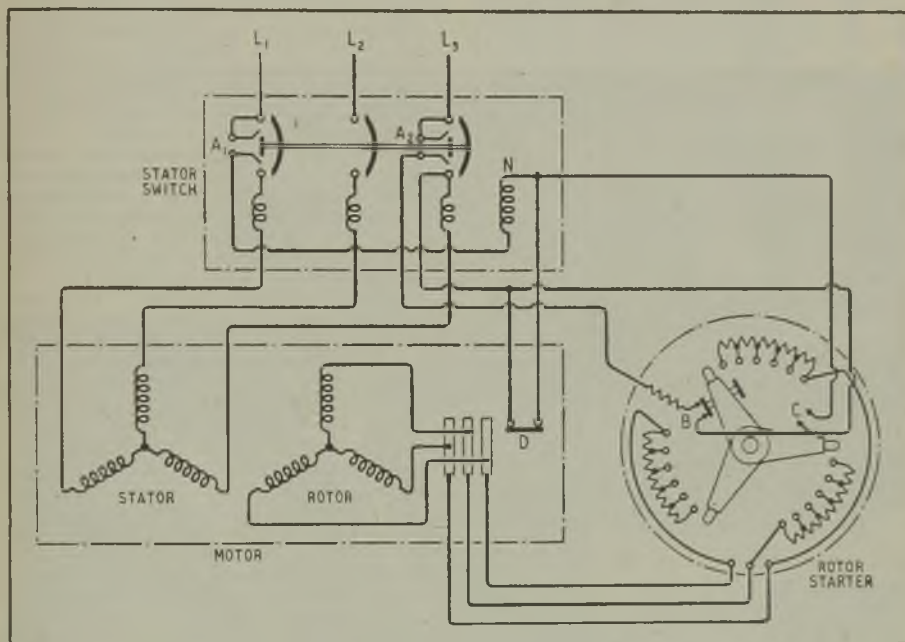 L₁ L₂ L₃
A₁ A₂
N
STATOR
SWITCH
B C
D
STATOR ROTOR
MOTOR
ROTOR
STARTER